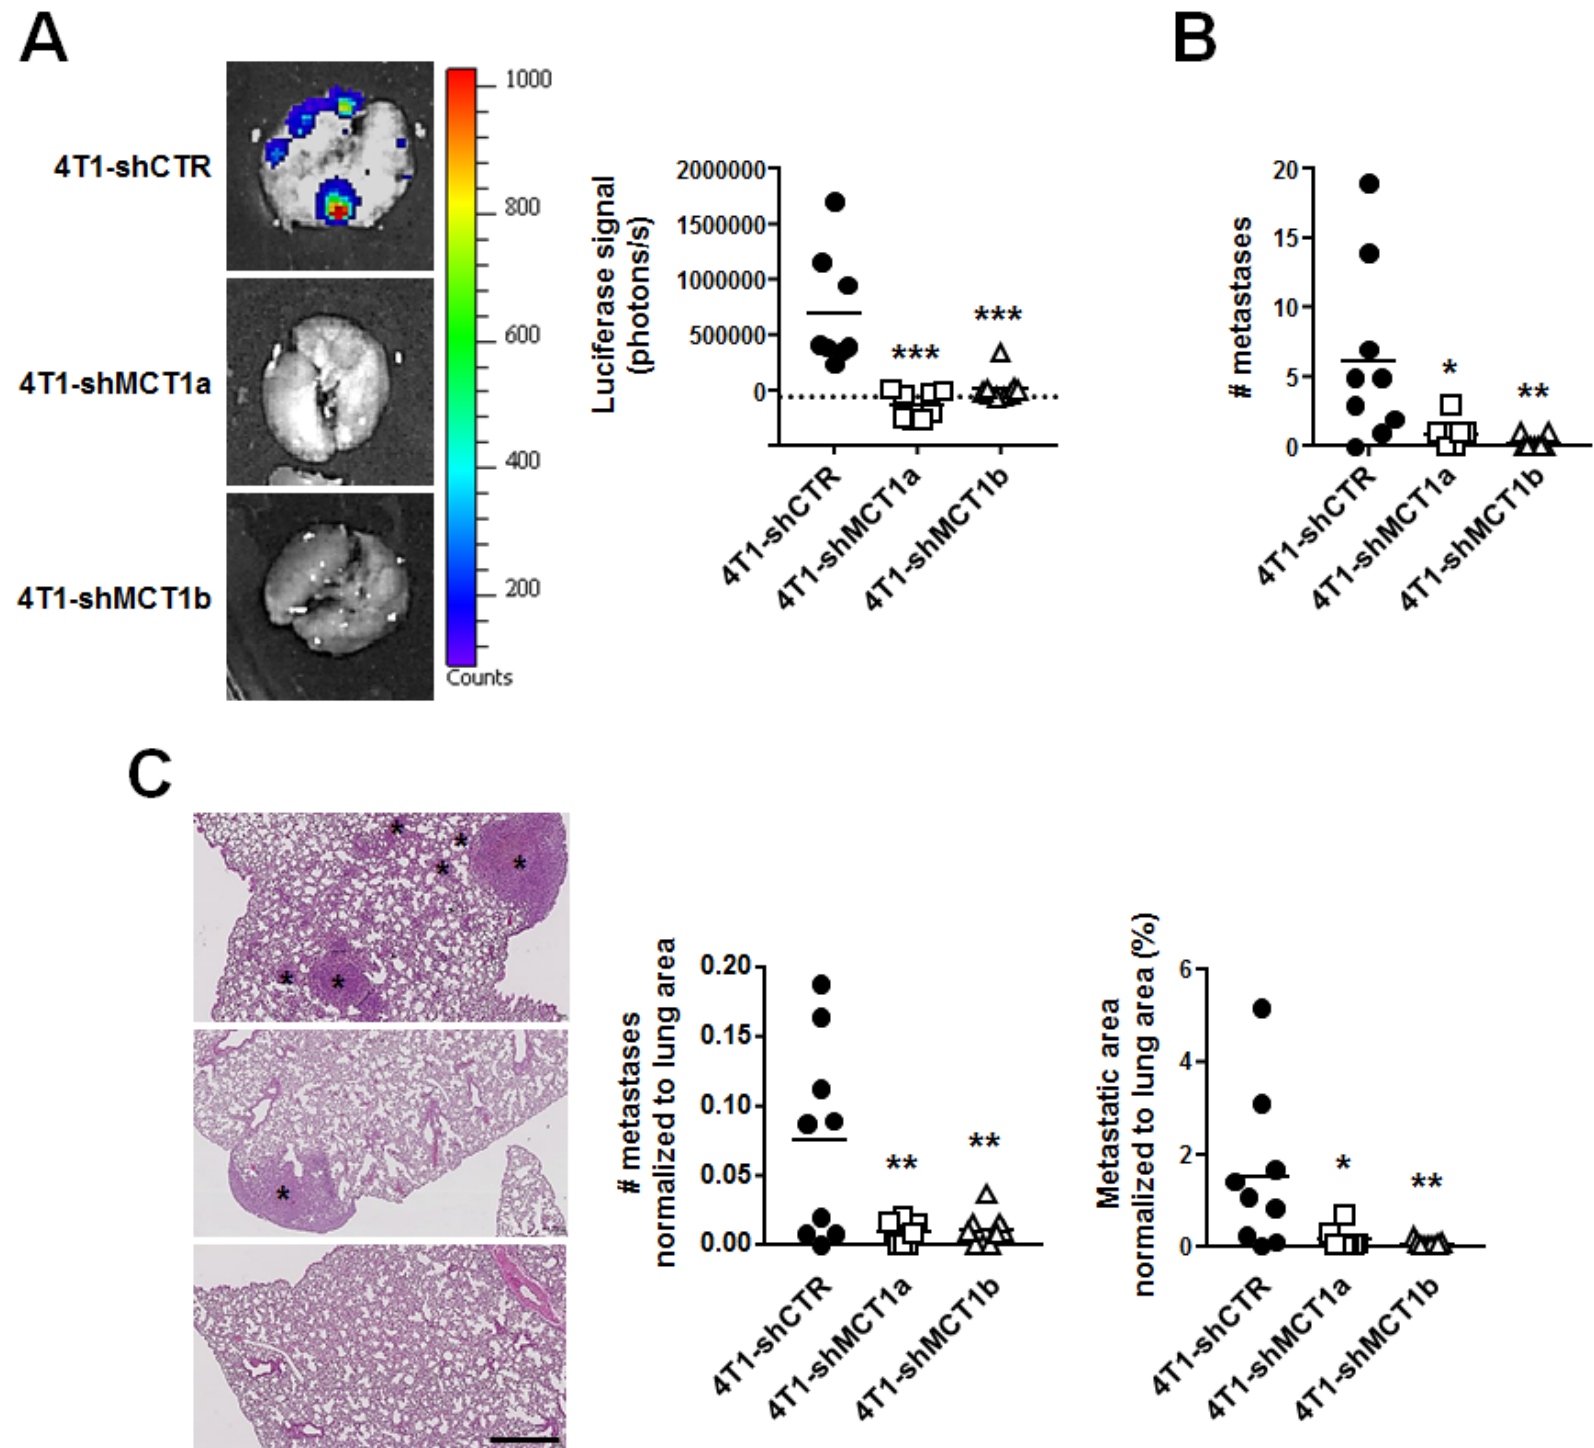 A
B
4T1-shCTR
4T1-shMCT1a
4T1-shMCT1b
1000
800
600
400
200
Counts
Luciferase signal
(photons/s)
2000000
1500000
1000000
500000
0
***
***
4T1-shCTR
4T1-shMCT1a
4T1-shMCT1b
# metastases
20
15
10
5
0
*
**
4T1-shCTR
4T1-shMCT1a
4T1-shMCT1b
C
*
*
*
*
*
*
*
# metastases
normalized to lung area
0.20
0.15
0.10
0.05
0.00
**
**
4T1-shCTR
4T1-shMCT1a
4T1-shMCT1b
Metastatic area
normalized to lung area (%)
6
4
2
0
*
**
4T1-shCTR
4T1-shMCT1a
4T1-shMCT1b